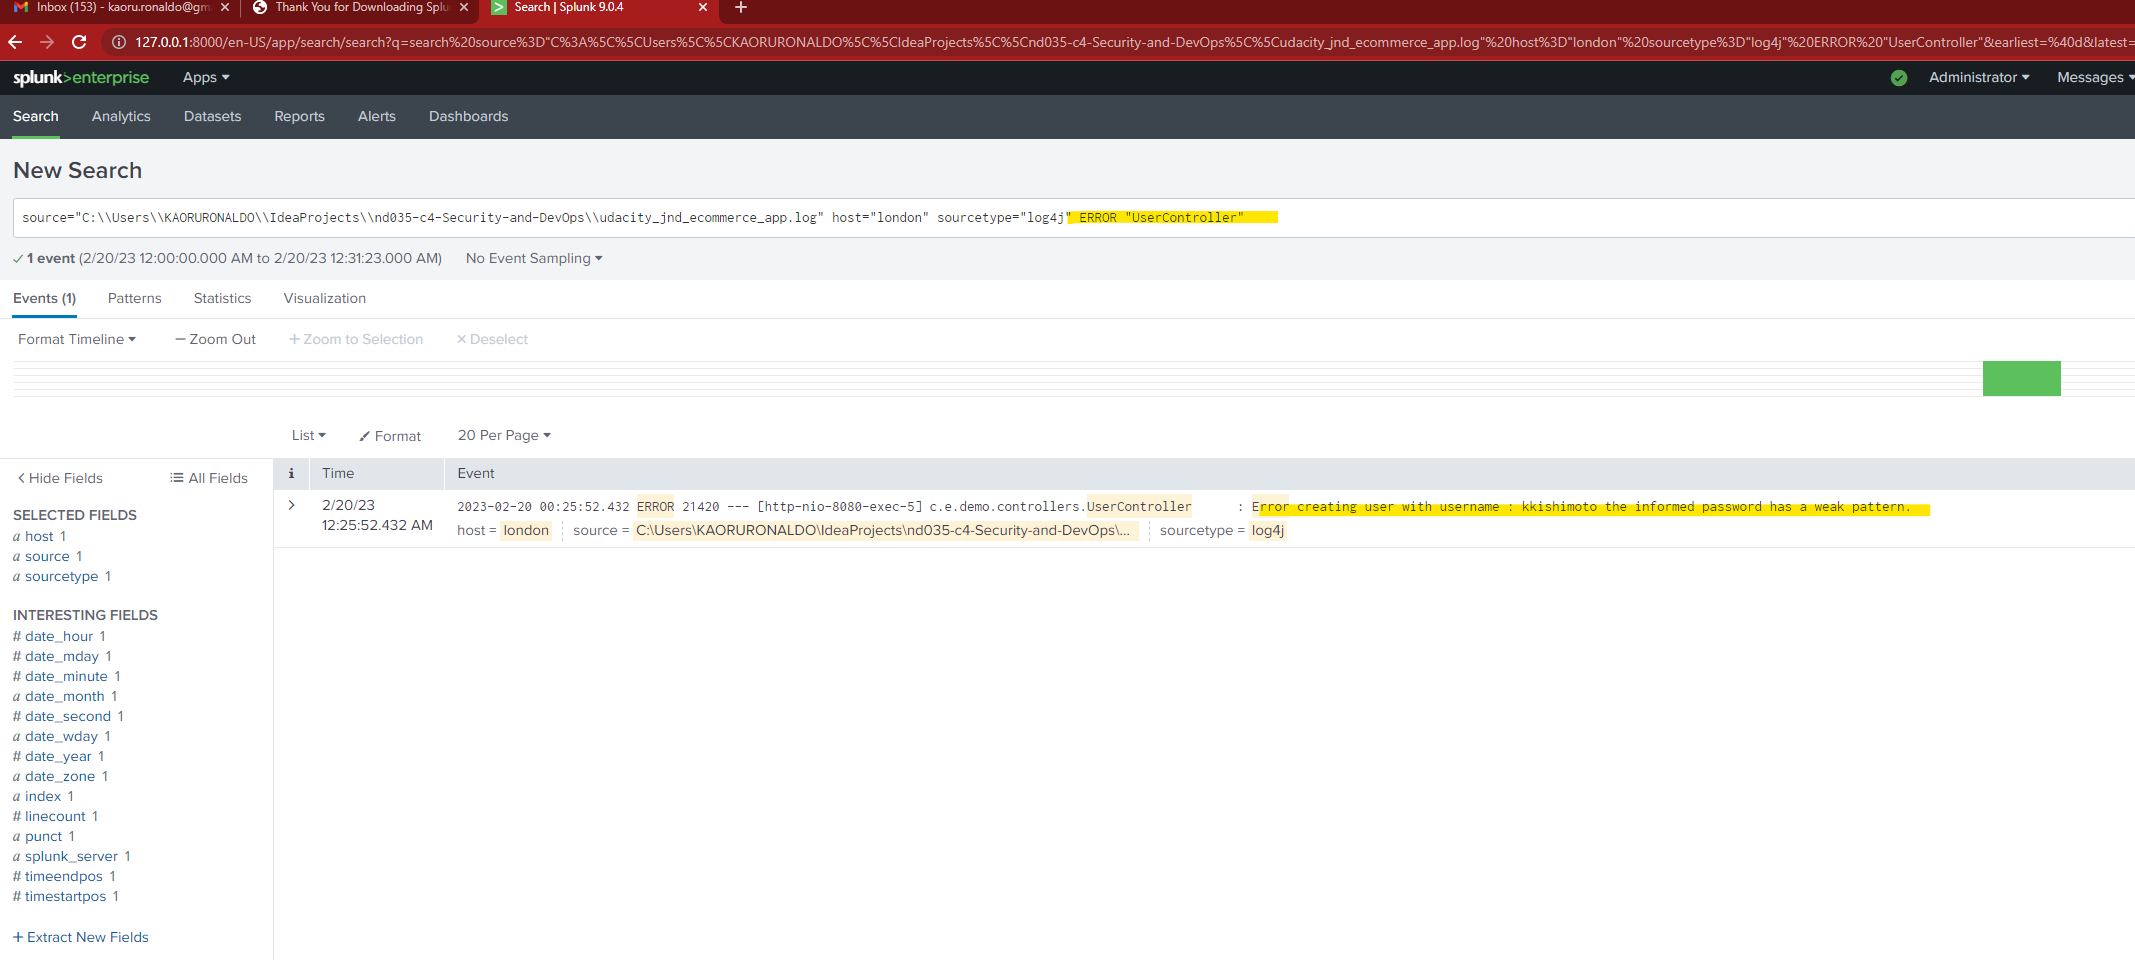 Inbox (153) - kaoru.ronaldo@gm
Thank You for Downloading Splu
Search | Splunk 9.0.4
127.0.0.1:8000/en-US/app/search/search?q=search%20source%3D"C%3A%5C%5CUsers%5C%5CKAORURONALDO%5C%5CIdeaProjects%5C%5Cnd035-c4-Security-and-DevOps%5C%5Cudacity_jnd_ecommerce_app.log"%20host%3D"london"%20sourcetype%3D"log4j"%20ERROR%20"UserController"&earliest=%40d&latest=
splunk>enterprise Apps Administrator Messages
Search Analytics Datasets Reports Alerts Dashboards
New Search
source="C:\\Users\\KAORURONALDO\\IdeaProjects\\nd035-c4-Security-and-DevOps\\udacity_jnd_ecommerce_app.log" host="london" sourcetype="log4j" ERROR "UserController"
1 event (2/20/23 12:00:00.000 AM to 2/20/23 12:31:23.000 AM) No Event Sampling
Events (1) Patterns Statistics Visualization
Format Timeline — Zoom Out + Zoom to Selection × Deselect
List Format 20 Per Page
< Hide Fields All Fields
i Time Event
2/20/23
12:25:52.432 AM
2023-02-20 00:25:52.432 ERROR 21420 --- [http-nio-8080-exec-5] c.e.demo.controllers.UserController : Error creating user with username : kkishimoto the informed password has a weak pattern.
host = london source = C:\Users\KAORURONALDO\IdeaProjects\nd035-c4-Security-and-DevOps\... sourcetype = log4j
SELECTED FIELDS
a host 1
a source 1
a sourcetype 1
INTERESTING FIELDS
# date_hour 1
# date_mday 1
# date_minute 1
a date_month 1
# date_second 1
a date_wday 1
# date_year 1
a date_zone 1
a index 1
# linecount 1
a punct 1
a splunk_server 1
# timeendpos 1
# timestartpos 1
+ Extract New Fields